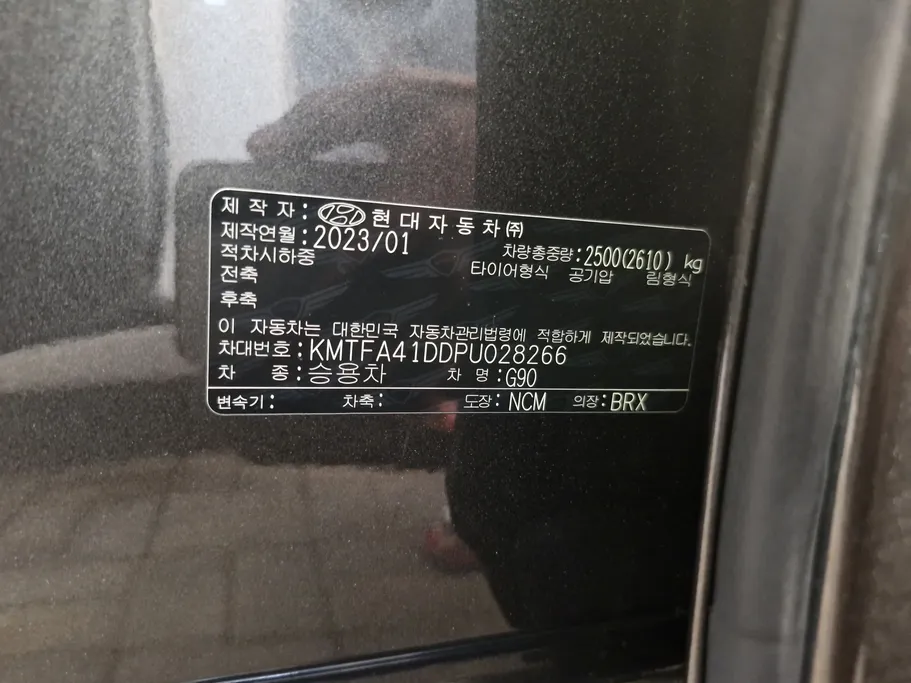 제작자: 현대자동차㈜
제작연월: 2023/01 차량총중량: 2500(2610) kg
적차시하중 타이어형식 공기압 림형식
전축
후축
이 자동차는 대한민국 자동차관리법령에 적합하게 제작되었습니다.
차대번호: KMTFA41DDPU028266
차 종: 승용차 차 명: G90
변속기: 차축: 도장: NCM 의장: BRX